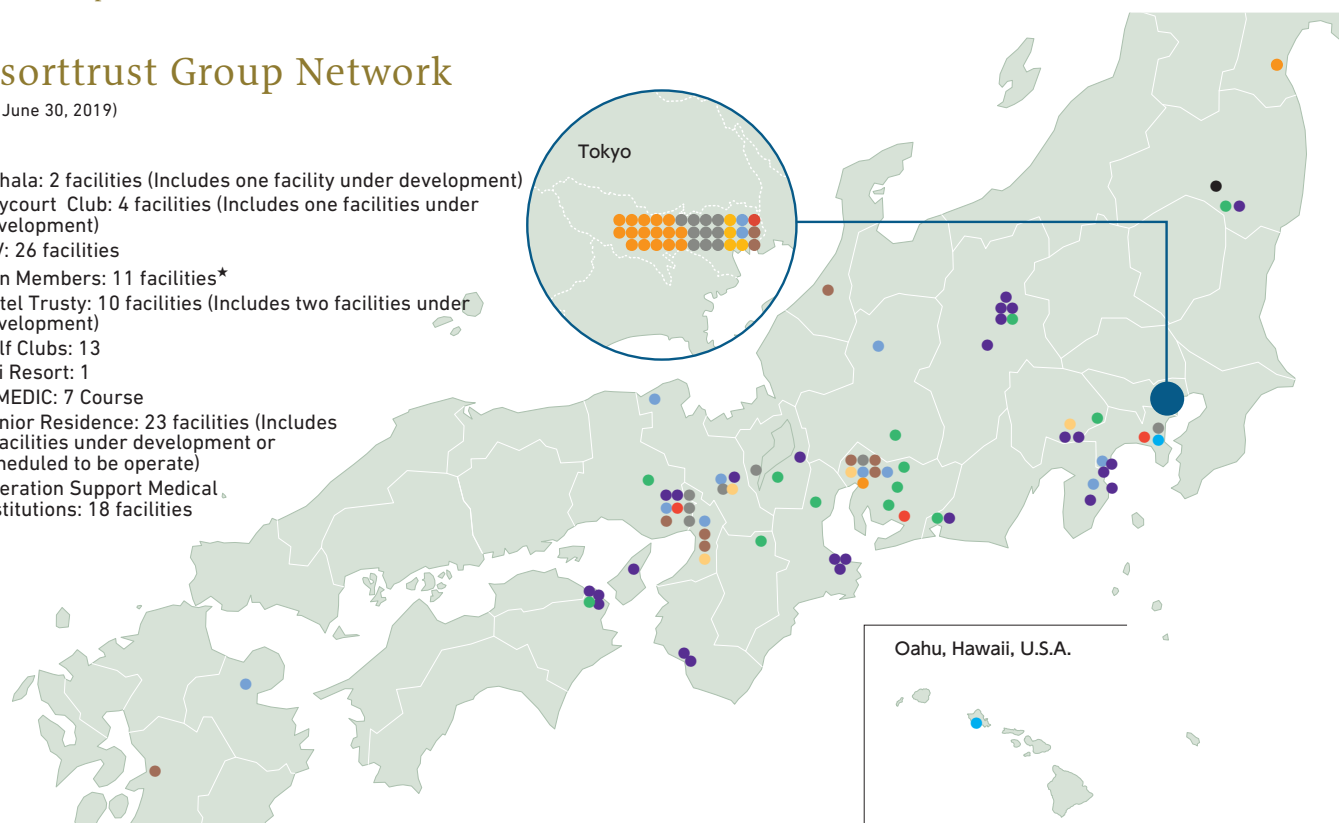 sorttrust Group Network
June 30, 2019)
hala: 2 facilities (Includes one facility under development)
ycourt Club: 4 facilities (Includes one facilities under
velopment)
: 26 facilities
n Members: 11 facilities★
tel Trusty: 10 facilities (Includes two facilities under
velopment)
lf Clubs: 13
i Resort: 1
MEDIC: 7 Course
nior Residence: 23 facilities (Includes
acilities under development or
heduled to be operate)
eration Support Medical
stitutions: 18 facilities
Tokyo
Oahu, Hawaii, U.S.A.